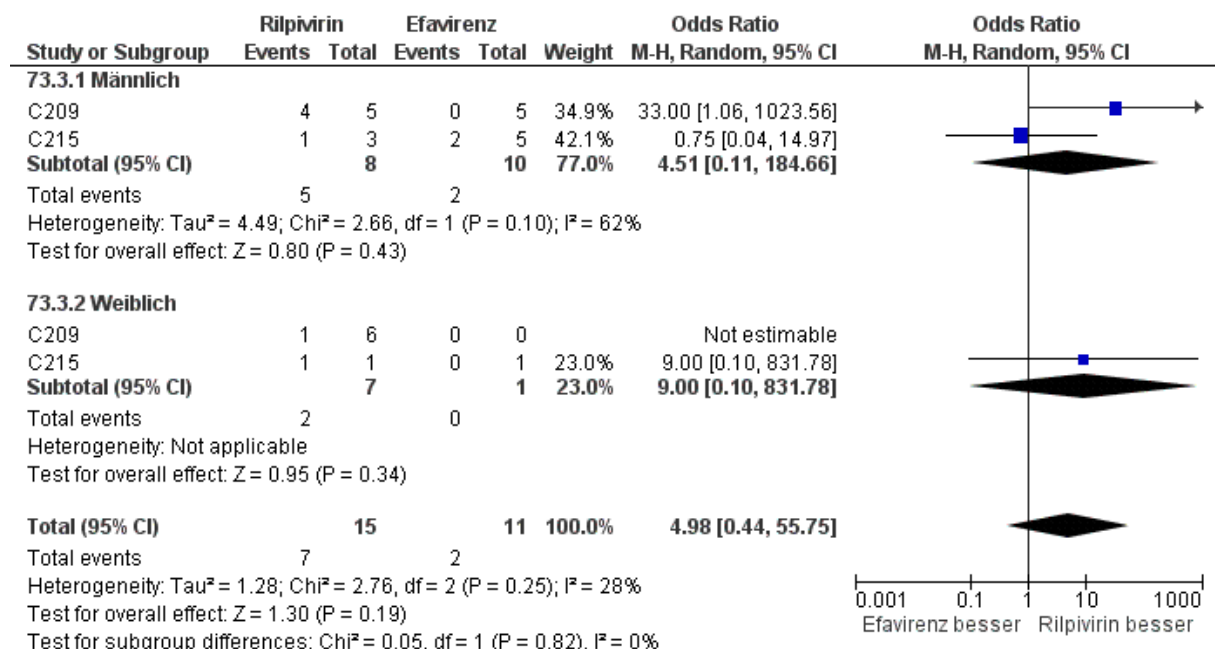 Rilpivirin Efavirenz Odds Ratio Odds Ratio
Study or Subgroup Events Total Events Total Weight M-H, Random, 95% CI M-H, Random, 95% CI
73.3.1 Männlich
C209 4 5 0 5 34.9% 33.00 [1.06, 1023.56]
C215 1 3 2 5 42.1% 0.75 [0.04, 14.97]
Subtotal (95% CI) 8 10 77.0% 4.51 [0.11, 184.66]
Total events 5 2
Heterogeneity: Tau² = 4.49; Chi² = 2.66, df = 1 (P = 0.10); I² = 62%
Test for overall effect: Z = 0.80 (P = 0.43)
73.3.2 Weiblich
C209 1 6 0 0 Not estimable
C215 1 1 0 1 23.0% 9.00 [0.10, 831.78]
Subtotal (95% CI) 7 1 23.0% 9.00 [0.10, 831.78]
Total events 2 0
Heterogeneity: Not applicable
Test for overall effect: Z = 0.95 (P = 0.34)
Total (95% CI) 15 11 100.0% 4.98 [0.44, 55.75]
Total events 7 2
Heterogeneity: Tau² = 1.28; Chi² = 2.76, df = 2 (P = 0.25); I² = 28%
Test for overall effect: Z = 1.30 (P = 0.19)
Test for subgroup differences: Chi² = 0.05, df = 1 (P = 0.82), I² = 0%
0.001 0.1 1 10 1000
Efavirenz besser Rilpivirin besser